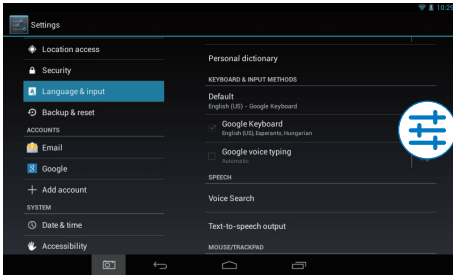 10:29
Settings
Location access
Security
Language & input
Backup & reset
ACCOUNTS
Email
Google
Add account
SYSTEM
Date & time
Accessibility
Personal dictionary
KEYBOARD & INPUT METHODS
Default
English (US) - Google Keyboard
Google Keyboard
English (US), Esperanto, Hungarian
Google voice typing
Automatic
SPEECH
Voice Search
Text-to-speech output
MOUSE/TRACKPAD